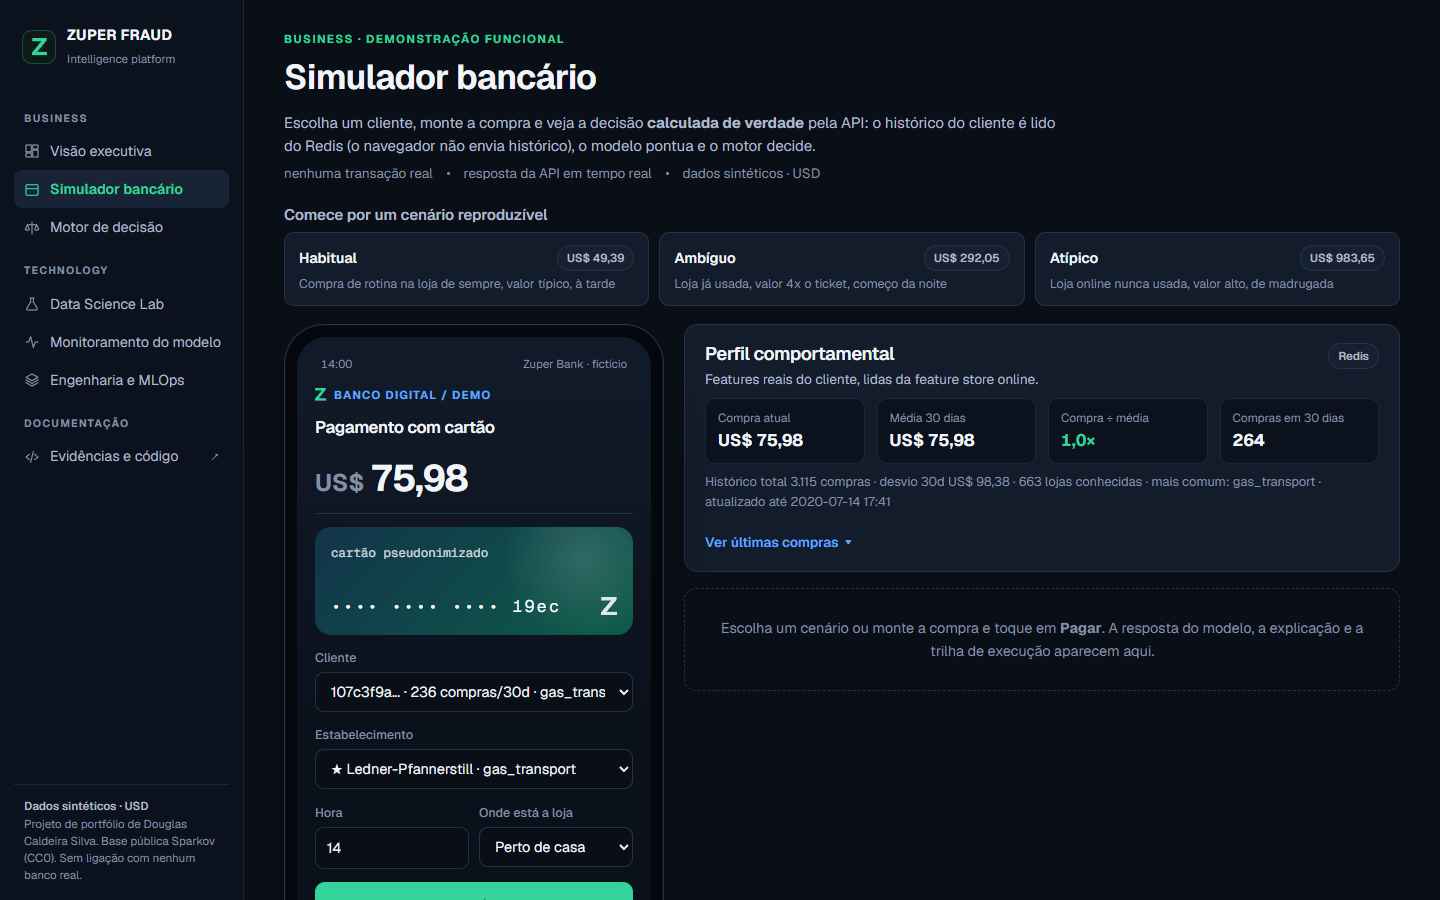 Z ZUPER FRAUD
Intelligence platform
BUSINESS
Visão executiva
Simulador bancário
Motor de decisão
TECHNOLOGY
Data Science Lab
Monitoramento do modelo
Engenharia e MLOps
DOCUMENTAÇÃO
Evidências e código ↗
Dados sintéticos · USD
Projeto de portfólio de Douglas
Caldeira Silva. Base pública Sparkov
(CC0). Sem ligação com nenhum
banco real.
BUSINESS · DEMONSTRAÇÃO FUNCIONAL
Simulador bancário
Escolha um cliente, monte a compra e veja a decisão calculada de verdade pela API: o histórico do cliente é lido
do Redis (o navegador não envia histórico), o modelo pontua e o motor decide.
nenhuma transação real • resposta da API em tempo real • dados sintéticos · USD
Comece por um cenário reproduzível
Habitual US$ 49,39
Compra de rotina na loja de sempre, valor típico, à tarde
Ambíguo US$ 292,05
Loja já usada, valor 4x o ticket, começo da noite
Atípico US$ 983,65
Loja online nunca usada, valor alto, de madrugada
14:00 Zuper Bank · fictício
Z BANCO DIGITAL / DEMO
Pagamento com cartão
US$ 75,98
cartão pseudonimizado
•••• •••• •••• 19ec Z
Cliente
107c3f9a… · 236 compras/30d · gas_trans
Estabelecimento
★ Ledner-Pfannerstill · gas_transport
Hora Onde está a loja
14 Perto de casa
Perfil comportamental Redis
Features reais do cliente, lidas da feature store online.
Compra atual Média 30 dias Compra ÷ média Compras em 30 dias
US$ 75,98 US$ 75,98 1,0× 264
Histórico total 3.115 compras · desvio 30d US$ 98,38 · 663 lojas conhecidas · mais comum: gas_transport ·
atualizado até 2020-07-14 17:41
Ver últimas compras
Escolha um cenário ou monte a compra e toque em Pagar. A resposta do modelo, a explicação e a
trilha de execução aparecem aqui.